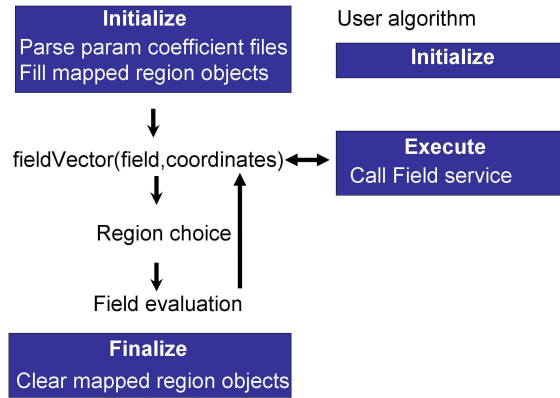 Initialize
Parse param coefficient files
Fill mapped region objects
fieldVector(field,coordinates)
Region choice
Field evaluation
Finalize
Clear mapped region objects
User algorithm
Initialize
Execute
Call Field service